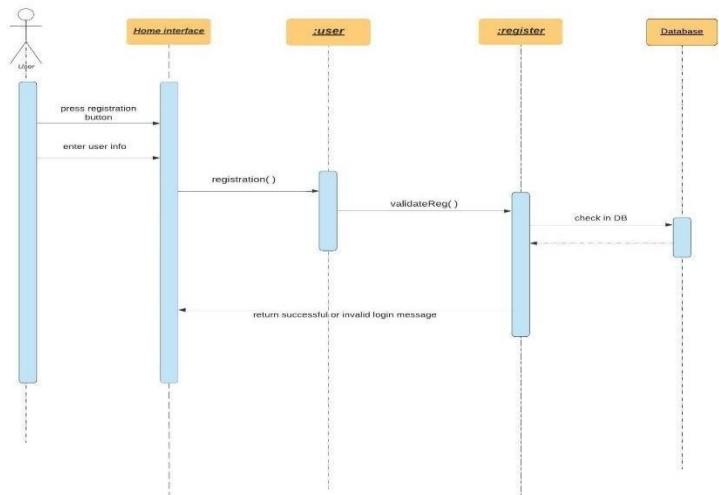 Home interface
:user
:register
Database
User
press registration
button
enter user info
registration( )
validateReg( )
check in DB
return successful or invalid login message